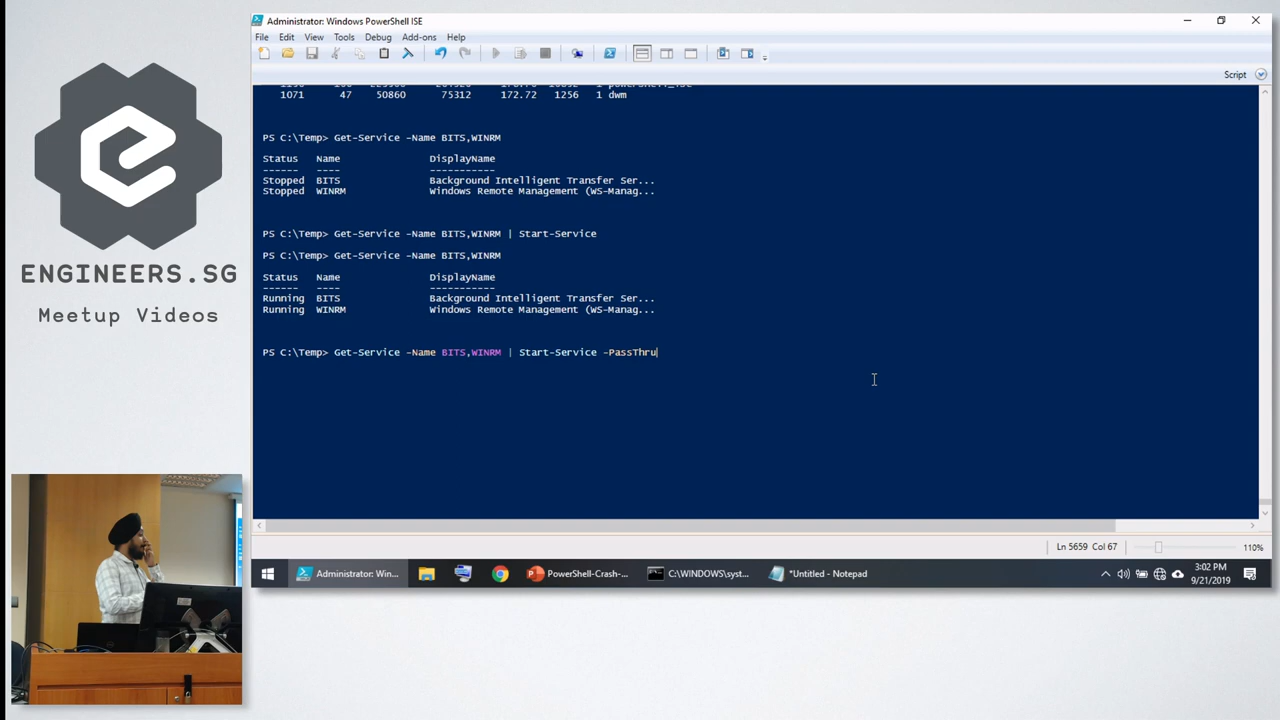 Administrator: Windows PowerShell ISE
File Edit View Tools Debug Add-ons Help
Script
1071 47 50860 75312 172.72 1256 1 dwm
PS C:\Temp> Get-Service -Name BITS,WINRM
Status Name DisplayName
------ ---- -----------
Stopped BITS Background Intelligent Transfer Ser...
Stopped WINRM Windows Remote Management (WS-Manag...
PS C:\Temp> Get-Service -Name BITS,WINRM | Start-Service
PS C:\Temp> Get-Service -Name BITS,WINRM
Status Name DisplayName
------ ---- -----------
Running BITS Background Intelligent Transfer Ser...
Running WINRM Windows Remote Management (WS-Manag...
PS C:\Temp> Get-Service -Name BITS,WINRM | Start-Service -PassThru
Ln 5659 Col 67 110%
Administrator: Win... PowerShell-Crash-... C:\WINDOWS\syst... *Untitled - Notepad
3:02 PM
9/21/2019
ENGINEERS.SG
Meetup Videos